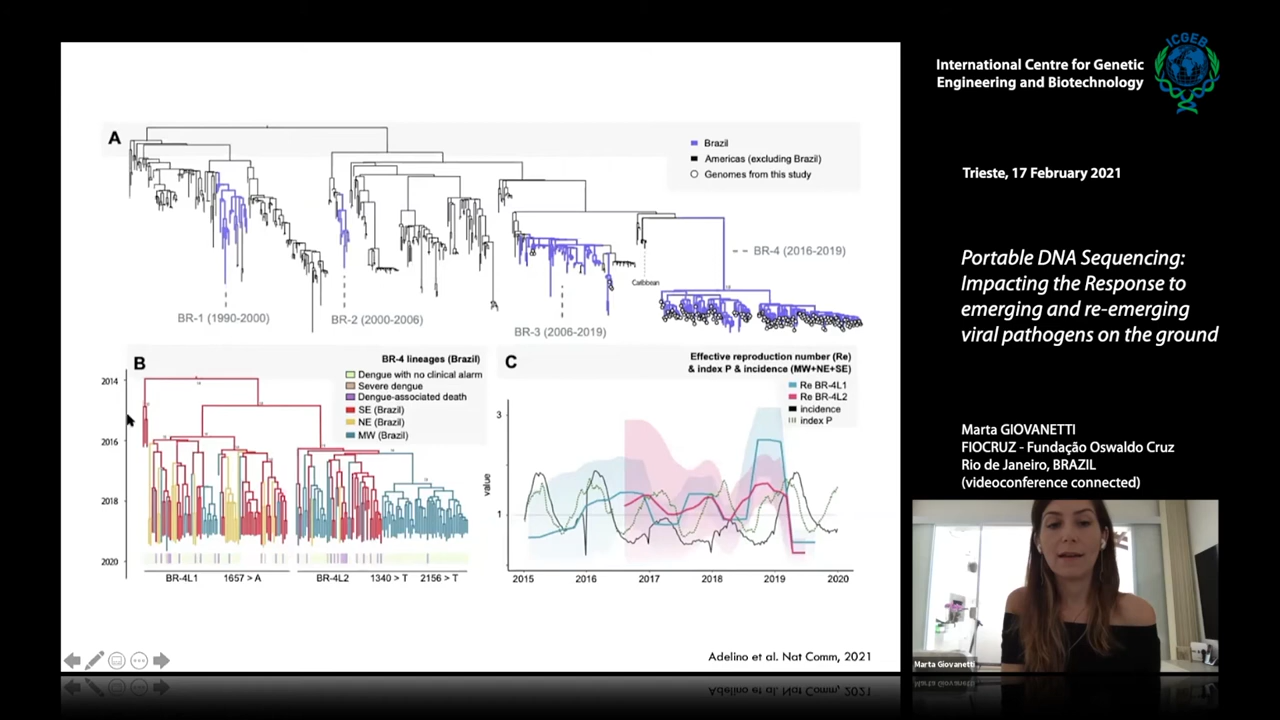 A
Brazil
Americas (excluding Brazil)
Genomes from this study
BR-4 (2016-2019)
Caribbean
BR-1 (1990-2000)
BR-2 (2000-2006)
BR-3 (2006-2019)
B
BR-4 lineages (Brazil)
Dengue with no clinical alarm
Severe dengue
Dengue-associated death
SE (Brazil)
NE (Brazil)
MW (Brazil)
2014
2016
2018
2020
BR-4L1 1657 > A BR-4L2 1340 > T 2156 > T
C
Effective reproduction number (Re)
& index P & incidence (MW+NE+SE)
Re BR-4L1
Re BR-4L2
incidence
index P
value
3
1
2015 2016 2017 2018 2019 2020
Adelino et al. Nat Comm, 2021
ICGEB
International Centre for Genetic
Engineering and Biotechnology
Trieste, 17 February 2021
Portable DNA Sequencing:
Impacting the Response to
emerging and re-emerging
viral pathogens on the ground
Marta GIOVANETTI
FIOCRUZ - Fundação Oswaldo Cruz
Rio de Janeiro, BRAZIL
(videoconference connected)
Marta Giovanetti